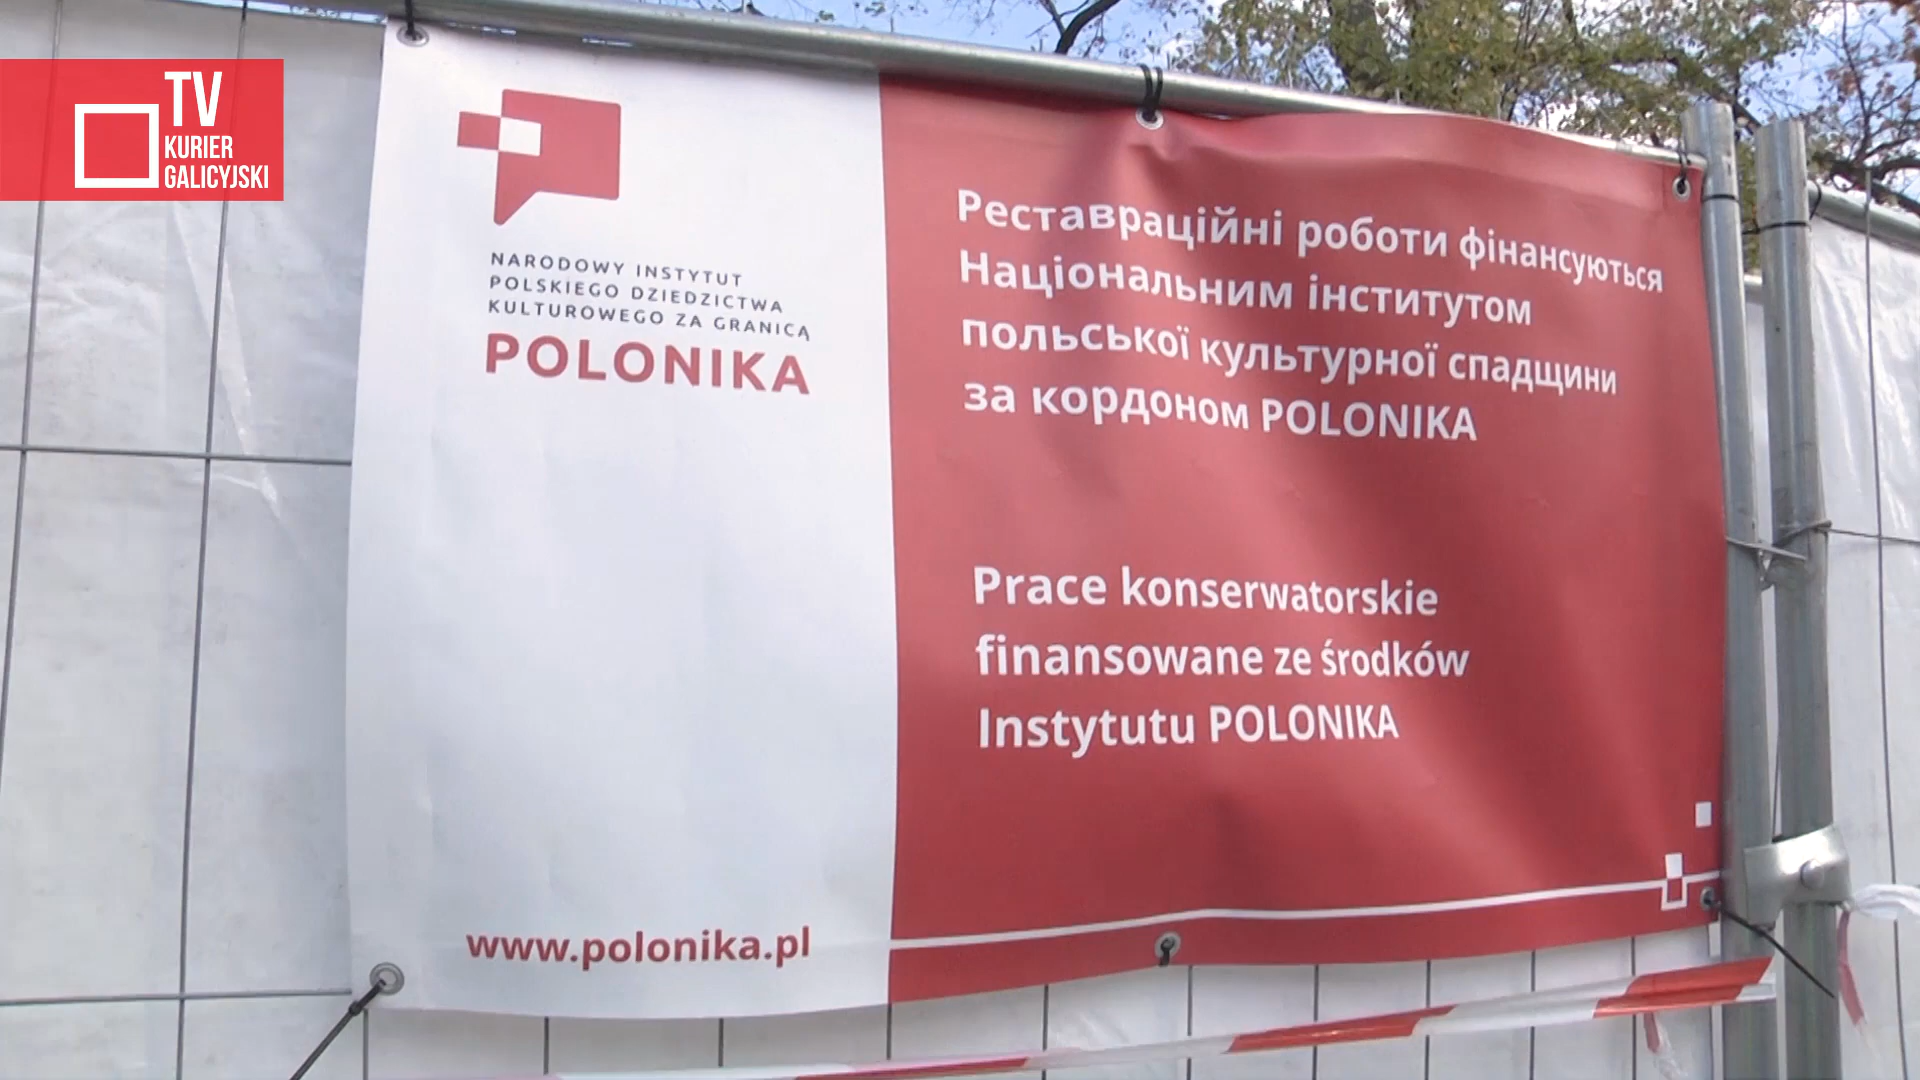 TV
KURIER
GALICYJSKI
NARODOWY INSTYTUT
POLSKIEGO DZIEDZICTWA
KULTUROWEGO ZA GRANICĄ
POLONIKA
www.polonika.pl
Реставраційні роботи фінансуються
Національним інститутом
польської культурної спадщини
за кордоном POLONIKA
Prace konserwatorskie
finansowane ze środków
Instytutu POLONIKA